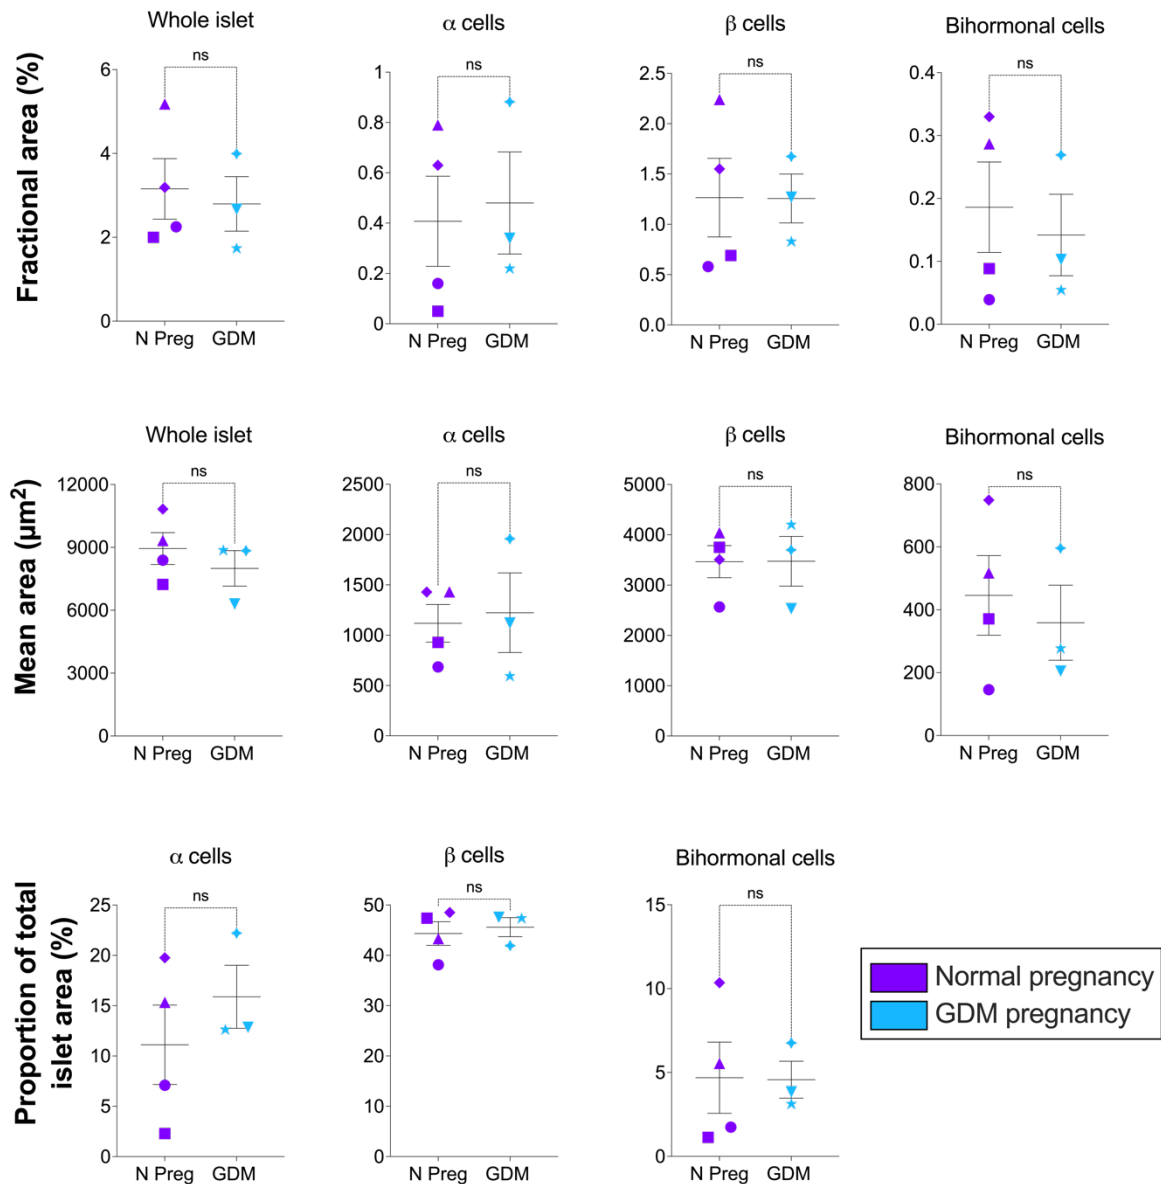 Fractional area (%)
Whole islet
ns
6
4
2
0
N Preg GDM
α cells
ns
1
0.8
0.6
0.4
0.2
0
N Preg GDM
β cells
ns
2.5
2.0
1.5
1.0
0.5
0.0
N Preg GDM
Bihormonal cells
ns
0.4
0.3
0.2
0.1
0.0
N Preg GDM
Mean area (µm²)
Whole islet
ns
12000
9000
6000
3000
0
N Preg GDM
α cells
ns
2500
2000
1500
1000
500
0
N Preg GDM
β cells
ns
5000
4000
3000
2000
1000
0
N Preg GDM
Bihormonal cells
ns
800
600
400
200
0
N Preg GDM
Proportion of total
islet area (%)
α cells
ns
25
20
15
10
5
0
N Preg GDM
β cells
ns
50
40
30
20
10
0
N Preg GDM
Bihormonal cells
ns
15
10
5
0
N Preg GDM
Normal pregnancy
GDM pregnancy